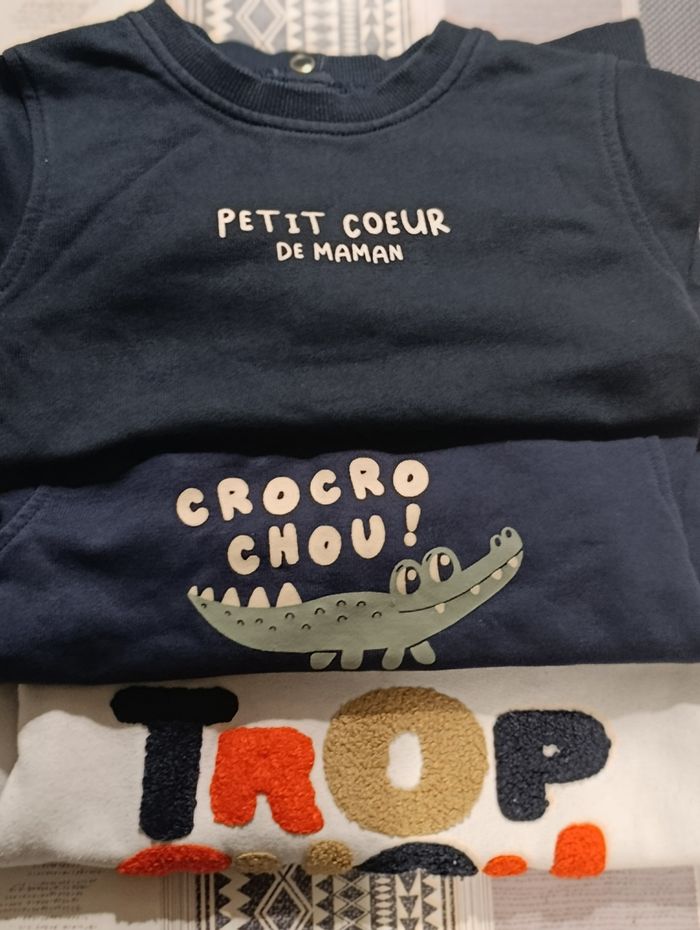 PETIT COEUR
DE MAMAN
CROCRO
CHOU!
TROP